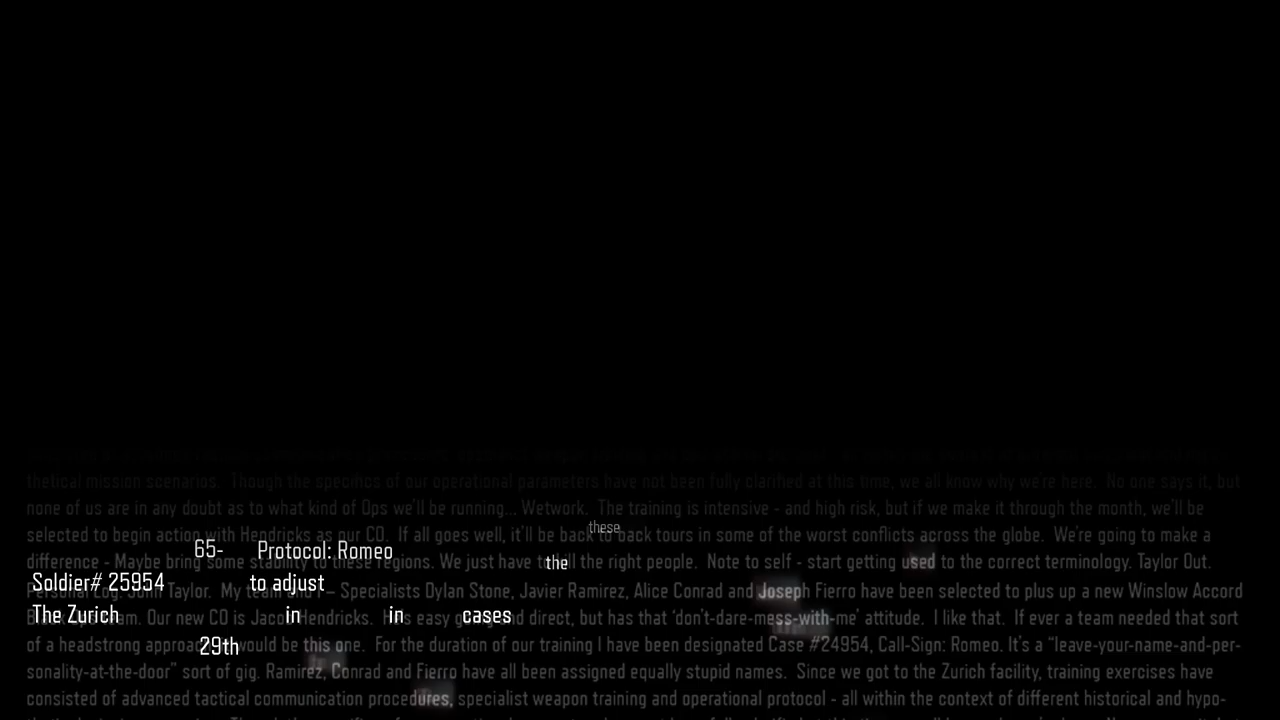 thetical mission scenarios.  Though the specifics of our operational parameters have not been fully clarified at this time, we all know why we're here.  No one says it, but
none of us are in any doubt as to what kind of Ops we'll be running... Wetwork.  The training is intensive - and high risk, but if we make it through the month, we'll be
these
selected to begin action with Hendricks as our CO.  If all goes well, it'll be back to back tours in some of the worst conflicts across the globe.  We're going to make a
65- Protocol: Romeo
difference - Maybe bring some stability to these regions. We just have to kill the right people.  Note to self - start getting used to the correct terminology. Taylor Out.
the
Soldier# 25954 to adjust
Personal Log: John Taylor.  My team – Specialists Dylan Stone, Javier Ramirez, Alice Conrad and Joseph Fierro have been selected to plus up a new Winslow Accord
The Zurich in in cases
team. Our new CO is Jacob Hendricks.  He's easy and direct, but has that 'don't-dare-mess-with-me' attitude.  I like that.  If ever a team needed that sort
29th
of a headstrong approach would be this one.  For the duration of our training I have been designated Case #24954, Call-Sign: Romeo. It's a “leave-your-name-and-per-
sonality-at-the-door” sort of gig. Ramirez, Conrad and Fierro have all been assigned equally stupid names.  Since we got to the Zurich facility, training exercises have
consisted of advanced tactical communication procedures, specialist weapon training and operational protocol - all within the context of different historical and hypo-